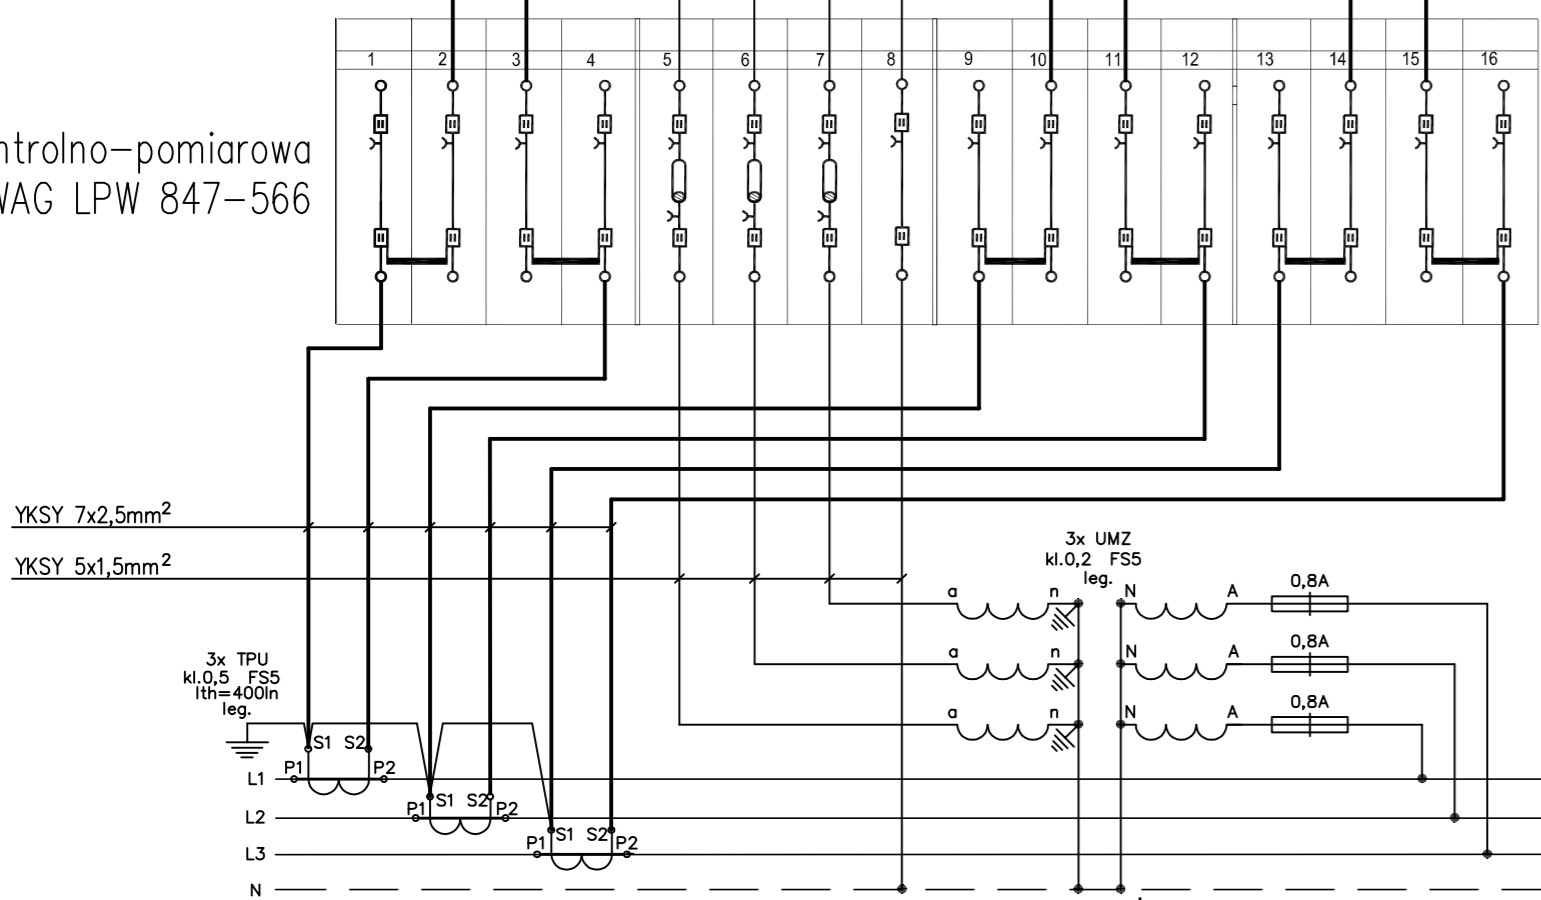 1 2 3 4 5 6 7 8 9 10 11 12 13 14 15 16
ntrolno-pomiarowa
WAG LPW 847-566
YKSY 7x2,5mm²
YKSY 5x1,5mm²
3x UMZ
kl.0,2 FS5
leg.
a n N A 0,8A
a n N A 0,8A
a n N A 0,8A
3x TPU
kl.0,5 FS5
Ith=400In
leg.
S1 S2
L1 P1 P2
S1 S2
L2 P1 P2
S1 S2
L3 P1 P2
N